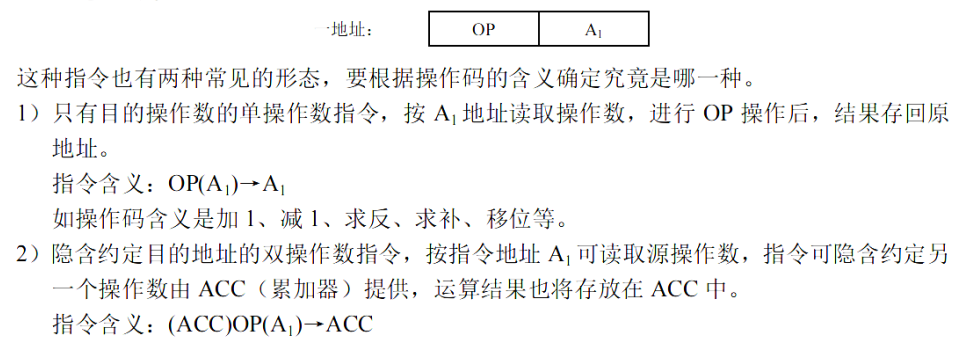 一地址： OP A₁
这种指令也有两种常见的形态，要根据操作码的含义确定究竟是哪一种。
1）只有目的操作数的单操作数指令，按 A₁ 地址读取操作数，进行 OP 操作后，结果存回原
地址。
指令含义：OP(A₁)→A₁
如操作码含义是加 1、减 1、求反、求补、移位等。
2）隐含约定目的地址的双操作数指令，按指令地址 A₁ 可读取源操作数，指令可隐含约定另
一个操作数由 ACC（累加器）提供，运算结果也将存放在 ACC 中。
指令含义：(ACC)OP(A₁)→ACC